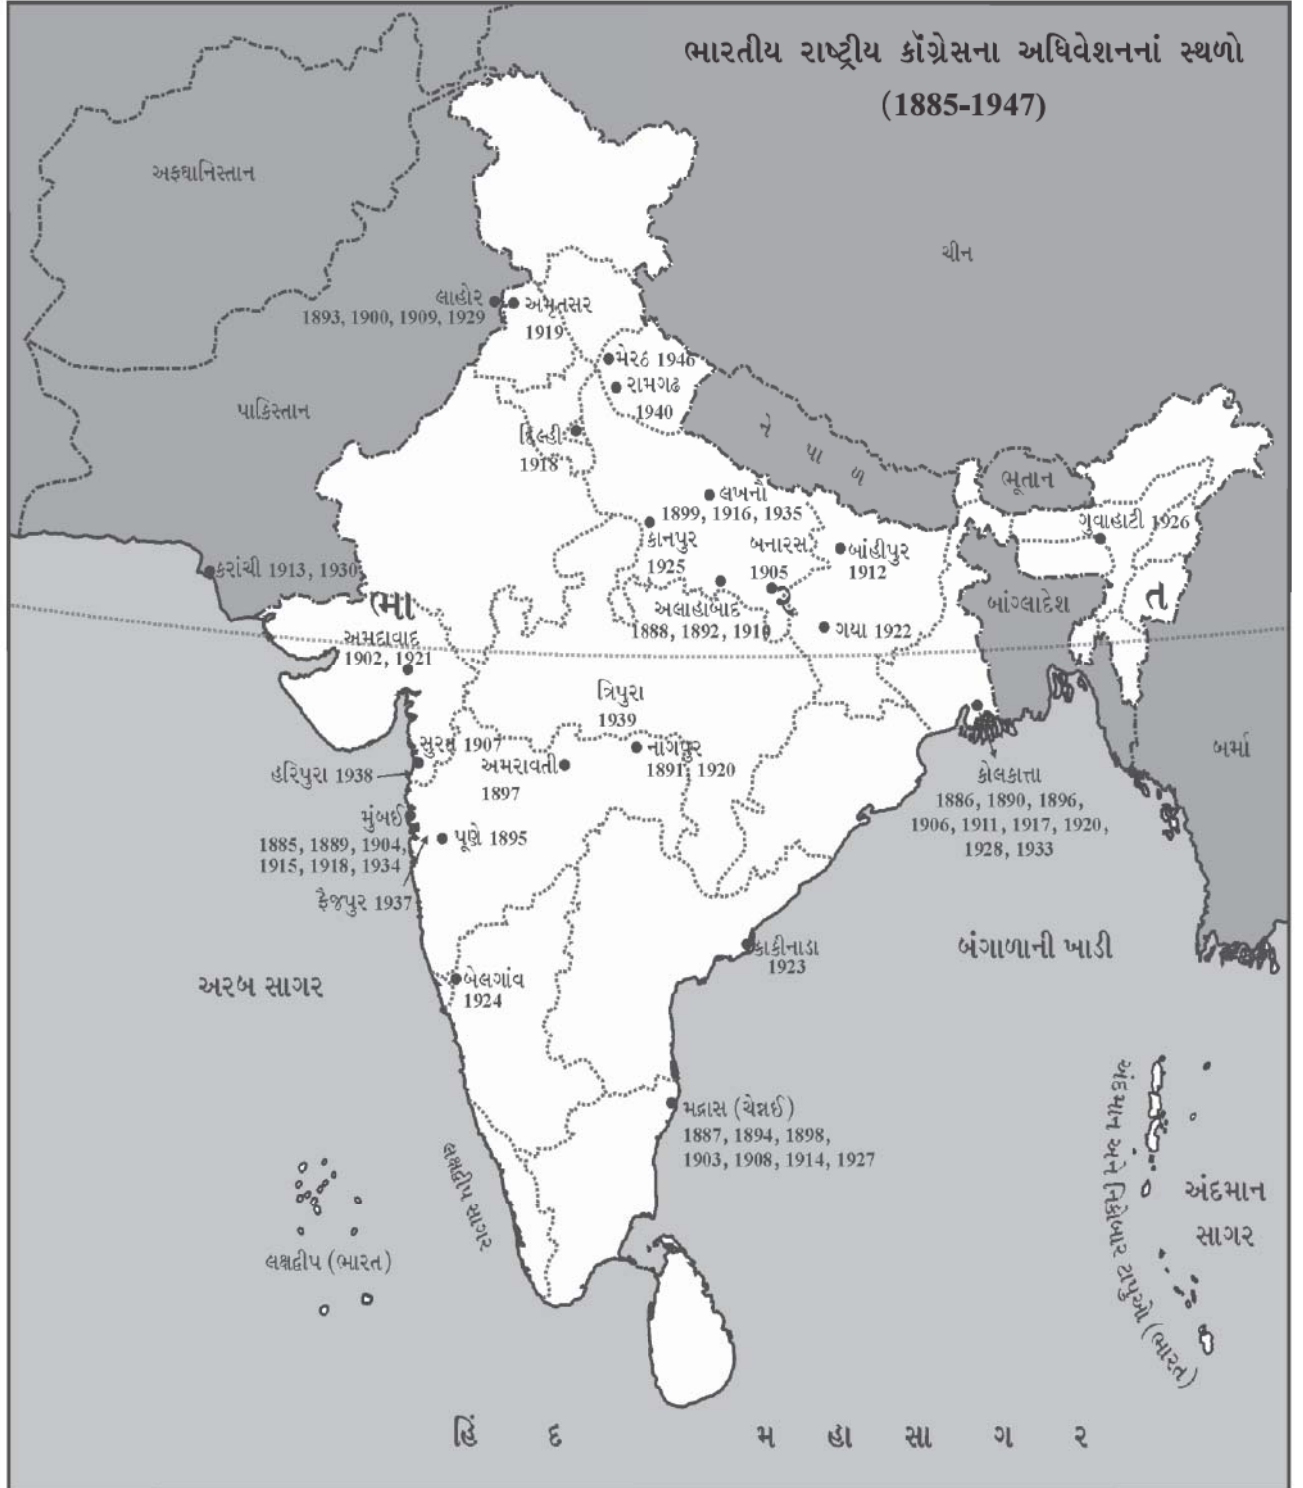 ભારતીય રાષ્ટ્રીય કૉંગ્રેસના અધિવેશનનાં સ્થળો
(1885-1947)
અફઘાનિસ્તાન
ચીન
લાહોર
1893, 1900, 1909, 1929
અમૃતસર
1919
મેરઠ 1946
રામગઢ
1940
પાકિસ્તાન
દિલ્હી
1918
ને પા ળ
ભૂતાન
લખનૌ
1899, 1916, 1935
ગુવાહાટી 1926
કાનપુર
1925
બનારસ
1905
બાંહીપુર
1912
કરાંચી 1913, 1930
ભા
ત
બાંગ્લાદેશ
અલાહાબાદ
1888, 1892, 1910
ગયા 1922
અમદાવાદ
1902, 1921
ત્રિપુરા
1939
સુરત 1907
નાગપુર
1891, 1920
હરિપુરા 1938
અમરાવતી
1897
બર્મા
કોલકાત્તા
1886, 1890, 1896,
1906, 1911, 1917, 1920,
1928, 1933
મુંબઈ
1885, 1889, 1904,
1915, 1918, 1934
પૂણે 1895
ફૈજપુર 1937
કાકીનાડા
1923
બંગાળાની ખાડી
અરબ સાગર
બેલગાંવ
1924
મદ્રાસ (ચેન્નઈ)
1887, 1894, 1898,
1903, 1908, 1914, 1927
લક્ષદ્વીપ સાગર
લક્ષદ્વીપ (ભારત)
અંદમાન અને નિકોબાર ટાપુઓ (ભારત)
અંદમાન
સાગર
હિં દ મ હા સા ગ ર